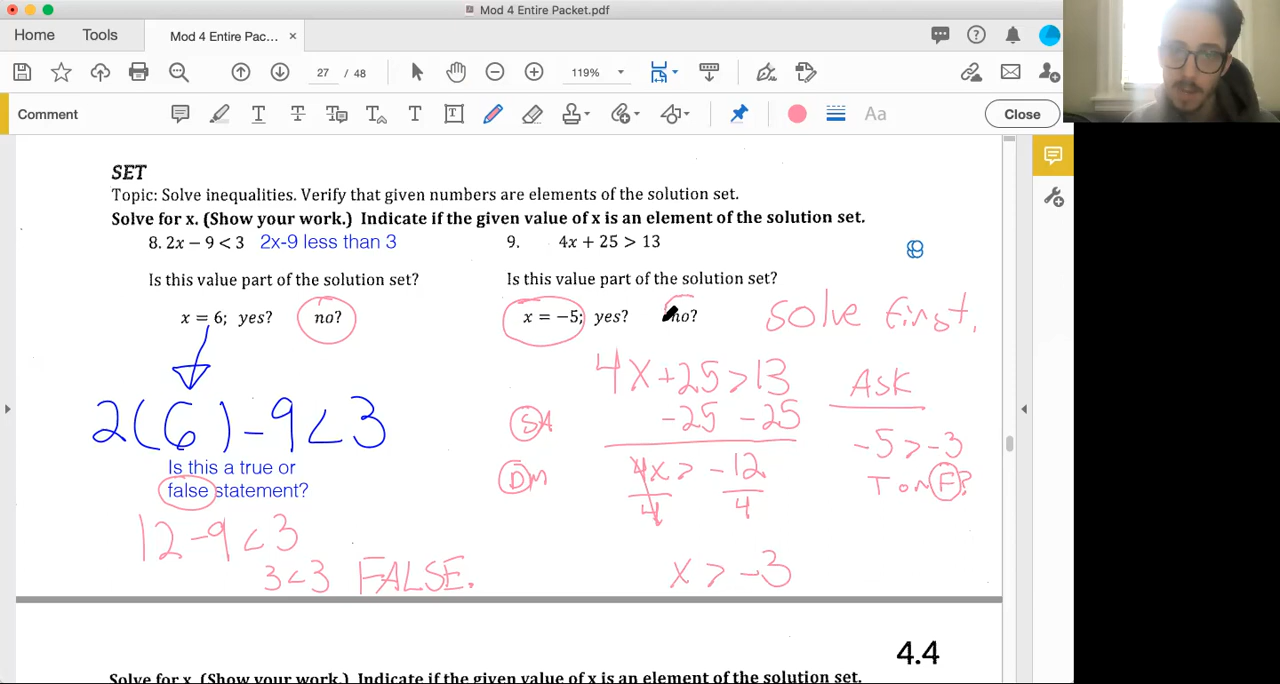 Mod 4 Entire Packet.pdf
Home
Tools
Mod 4 Entire Pac... ×
27 / 48
119%
Comment
Close
SET
Topic: Solve inequalities. Verify that given numbers are elements of the solution set.
Solve for x. (Show your work.) Indicate if the given value of x is an element of the solution set.
8. 2x − 9 < 3 2x-9 less than 3
Is this value part of the solution set?
x = 6; yes? no?
2(6) - 9 < 3
Is this a true or
false statement?
12 - 9 < 3
3 < 3 FALSE.
9. 4x + 25 > 13
Is this value part of the solution set?
x = −5; yes? no?
solve first.
4x + 25 > 13
SA -25 -25
DM 4x > -12
4 4
x > -3
ASK
-5 > -3
T or F?
4.4
Solve for x. (Show your work.) Indicate if the given value of x is an element of the solution set.